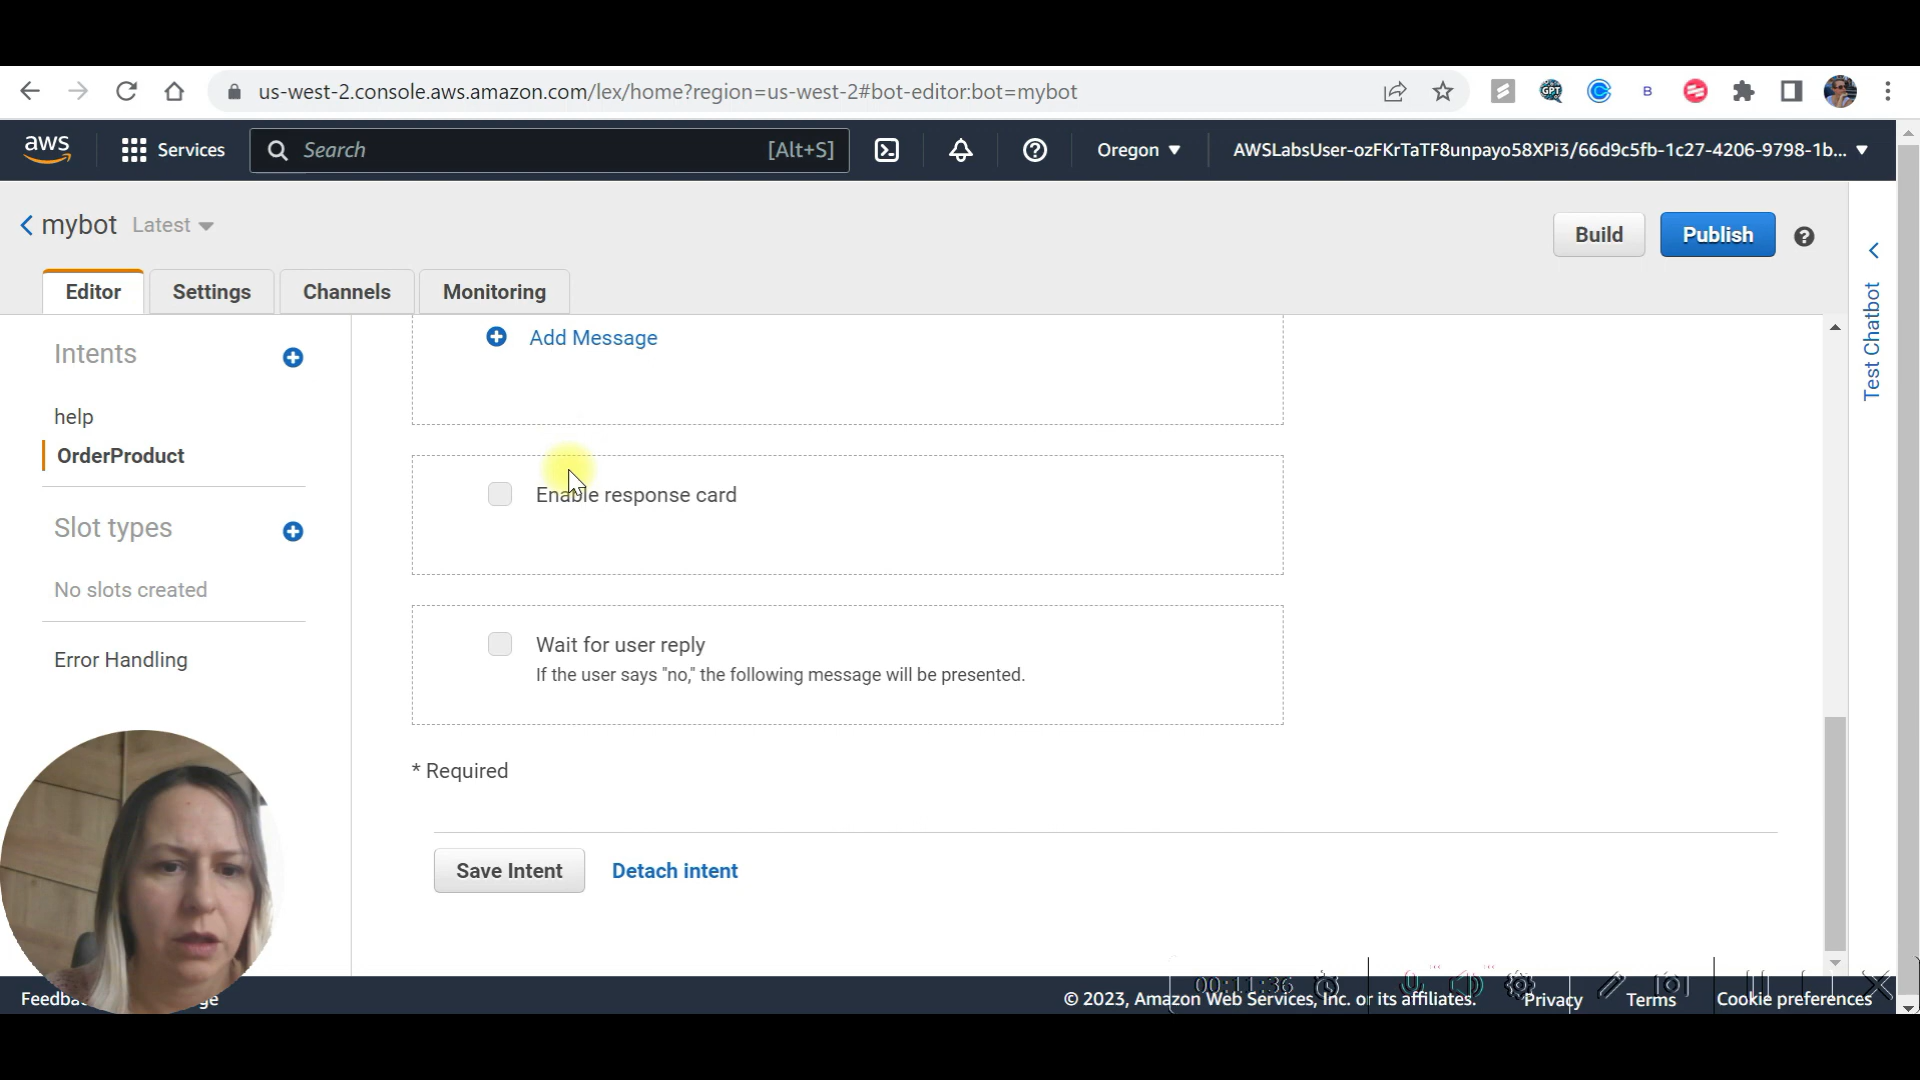 us-west-2.console.aws.amazon.com/lex/home?region=us-west-2#bot-editor:bot=mybot
GPT
B
aws
Services
Search
[Alt+S]
Oregon
AWSLabsUser-ozFKrTaTF8unpayo58XPi3/66d9c5fb-1c27-4206-9798-1b...
mybot
Latest
Build
Publish
Editor
Settings
Channels
Monitoring
Test Chatbot
Intents
help
OrderProduct
Slot types
No slots created
Error Handling
Add Message
Enable response card
Wait for user reply
If the user says "no," the following message will be presented.
* Required
Save Intent
Detach intent
00:11:36
© 2023, Amazon Web Services, Inc. or its affiliates.
Privacy
Terms
Cookie preferences